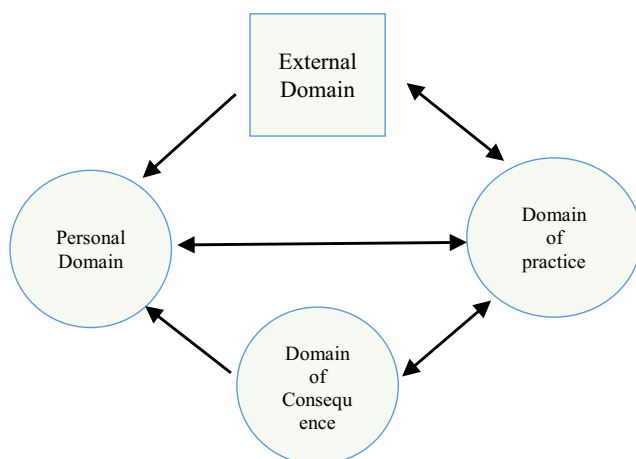 External
Domain
Personal
Domain
Domain
of
practice
Domain
of
Consequ
ence